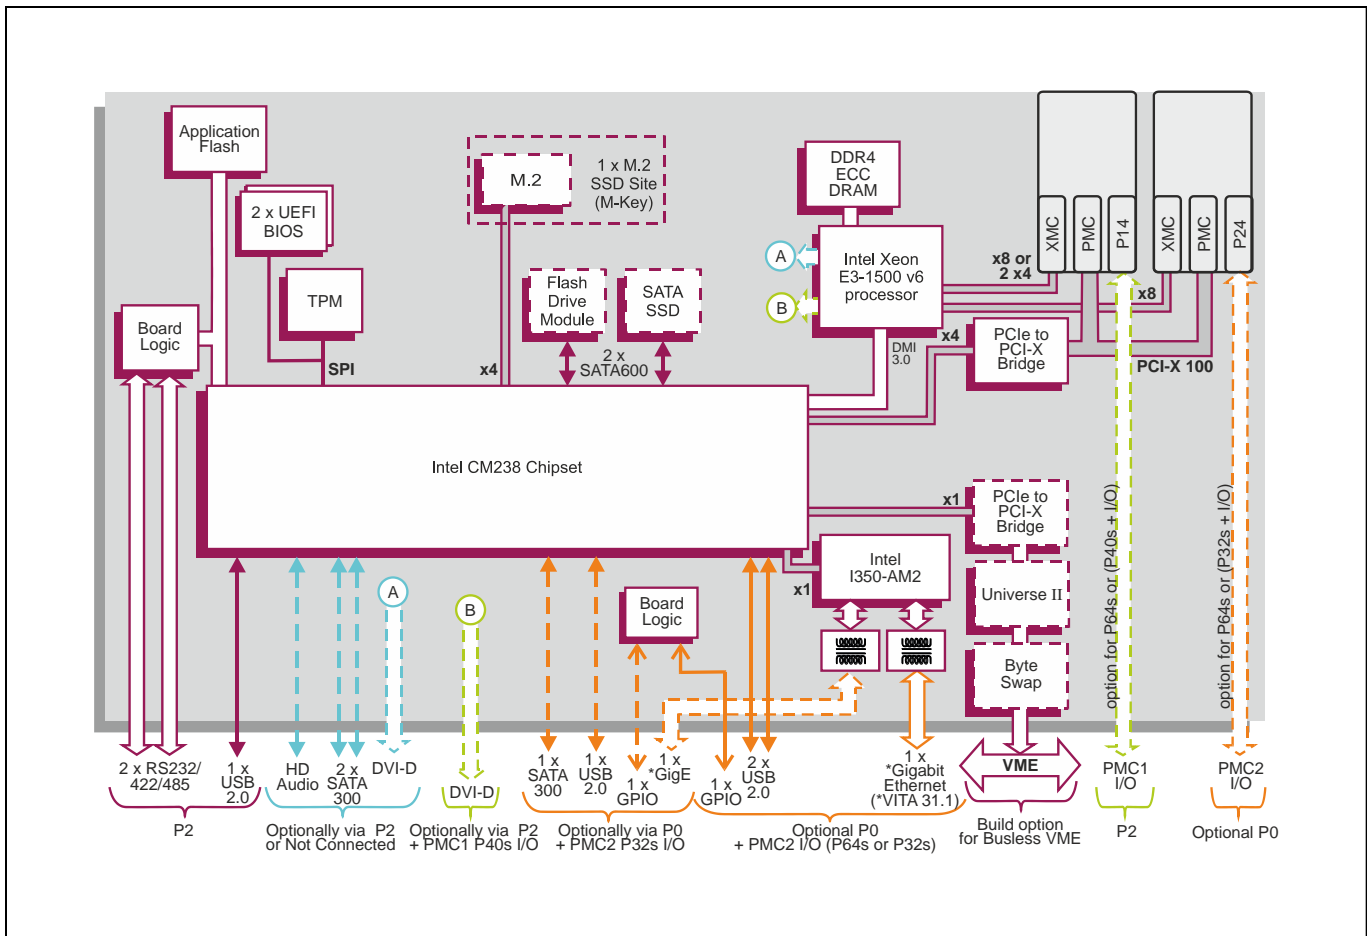 Application
Flash
2 x UEFI
BIOS
TPM
Board
Logic
SPI
M.2
1 x M.2
SSD Site
(M-Key)
x4
Flash
Drive
Module
SATA
SSD
2 x
SATA600
DDR4
ECC
DRAM
A
B
Intel Xeon
E3-1500 v6
processor
DMI
3.0
x8 or
2 x4
x8
x4
PCIe to
PCI-X
Bridge
PCI-X 100
XMC
PMC
P14
XMC
PMC
P24
Intel CM238 Chipset
x1
PCIe to
PCI-X
Bridge
Intel
I350-AM2
x1
Universe II
Byte
Swap
Board
Logic
A
B
option for P64s or (P40s + I/O)
option for P64s or (P32s + I/O)
2 x RS232/
422/485
1 x
USB
2.0
HD
Audio
2 x
SATA
300
DVI-D
DVI-D
1 x
SATA
300
1 x
USB
2.0
1 x
GPIO
1 x
*GigE
1 x
GPIO
2 x
USB
2.0
1 x
*Gigabit
Ethernet
(*VITA 31.1)
VME
PMC1
I/O
PMC2
I/O
P2
Optionally via P2
or Not Connected
Optionally via P2
+ PMC1 P40s I/O
Optionally via P0
+ PMC2 P32s I/O
Optional P0
+ PMC2 I/O (P64s or P32s)
Build option
for Busless VME
P2
Optional P0